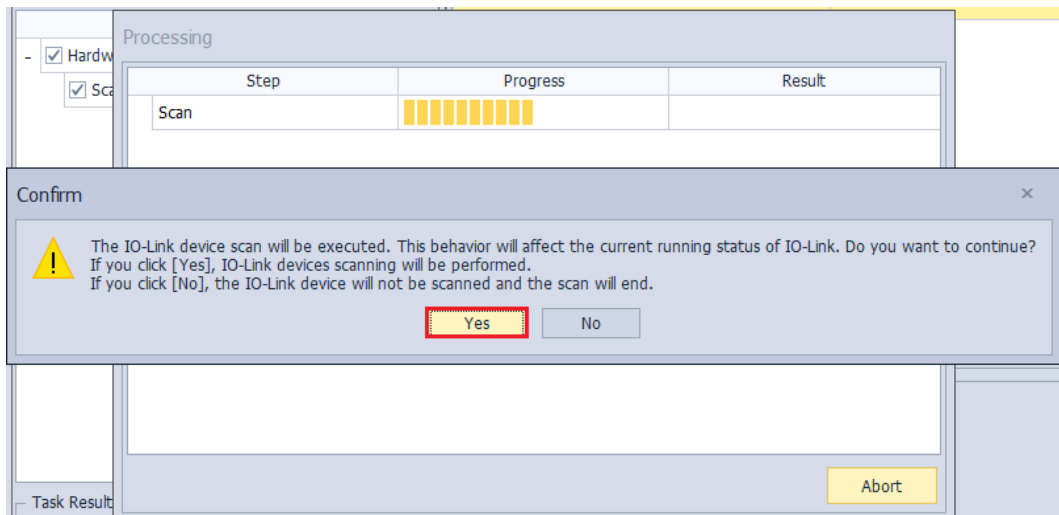 Processing
Hardw
Step Progress Result
Sca
Scan
Confirm
The IO-Link device scan will be executed. This behavior will affect the current running status of IO-Link. Do you want to continue?
If you click [Yes], IO-Link devices scanning will be performed.
If you click [No], the IO-Link device will not be scanned and the scan will end.
Yes No
Abort
Task Result